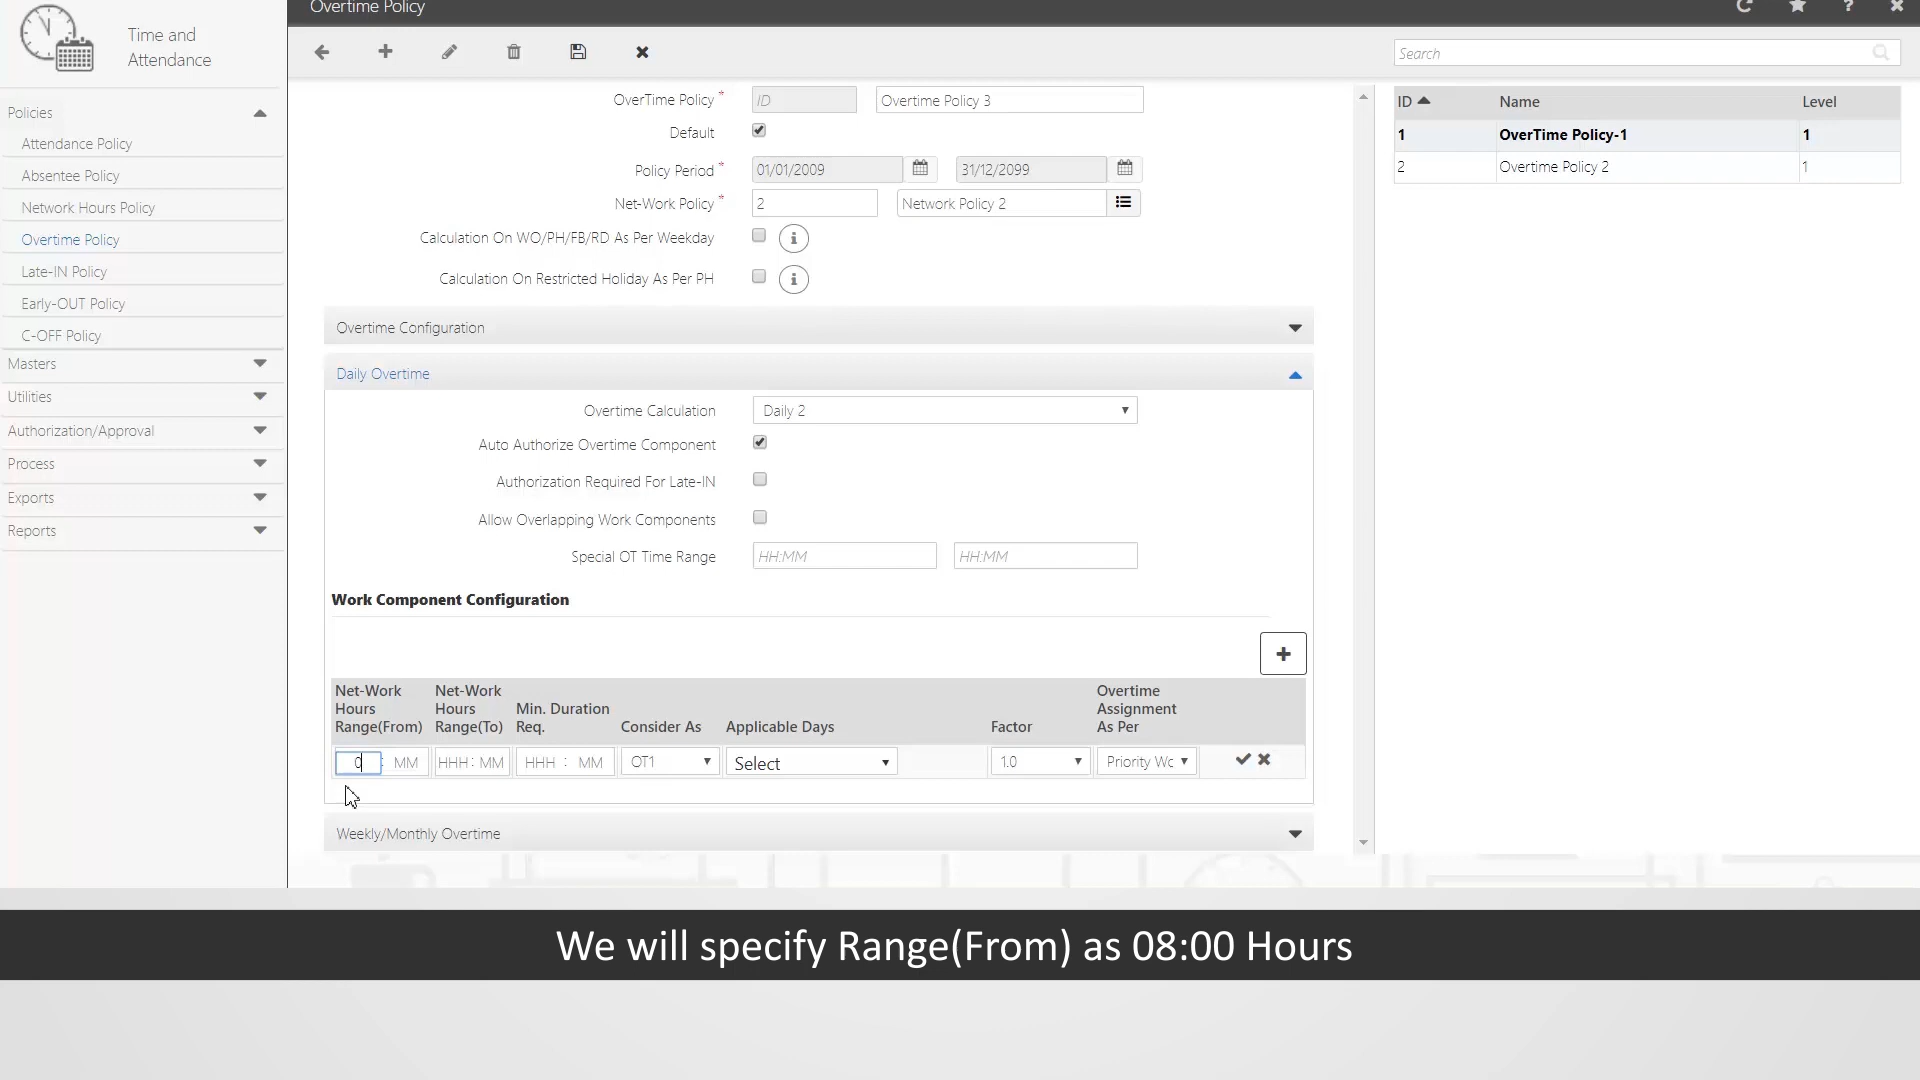 Overtime Policy
Time and
Attendance
Search
Policies
Attendance Policy
Absentee Policy
Network Hours Policy
Overtime Policy
Late-IN Policy
Early-OUT Policy
C-OFF Policy
Masters
Utilities
Authorization/Approval
Process
Exports
Reports
OverTime Policy * ID Overtime Policy 3
Default
Policy Period * 01/01/2009 31/12/2099
Net-Work Policy * 2 Network Policy 2
Calculation On WO/PH/FB/RD As Per Weekday
Calculation On Restricted Holiday As Per PH
Overtime Configuration
Daily Overtime
Overtime Calculation Daily 2
Auto Authorize Overtime Component
Authorization Required For Late-IN
Allow Overlapping Work Components
Special OT Time Range HH:MM HH:MM
Work Component Configuration
Net-Work Hours Range(From) Net-Work Hours Range(To) Min. Duration Req. Consider As Applicable Days Factor Overtime Assignment As Per
0 : MM HHH : MM HHH : MM OT1 Select 1.0 Priority Wc
Weekly/Monthly Overtime
ID Name Level
1 OverTime Policy-1 1
2 Overtime Policy 2 1
We will specify Range(From) as 08:00 Hours